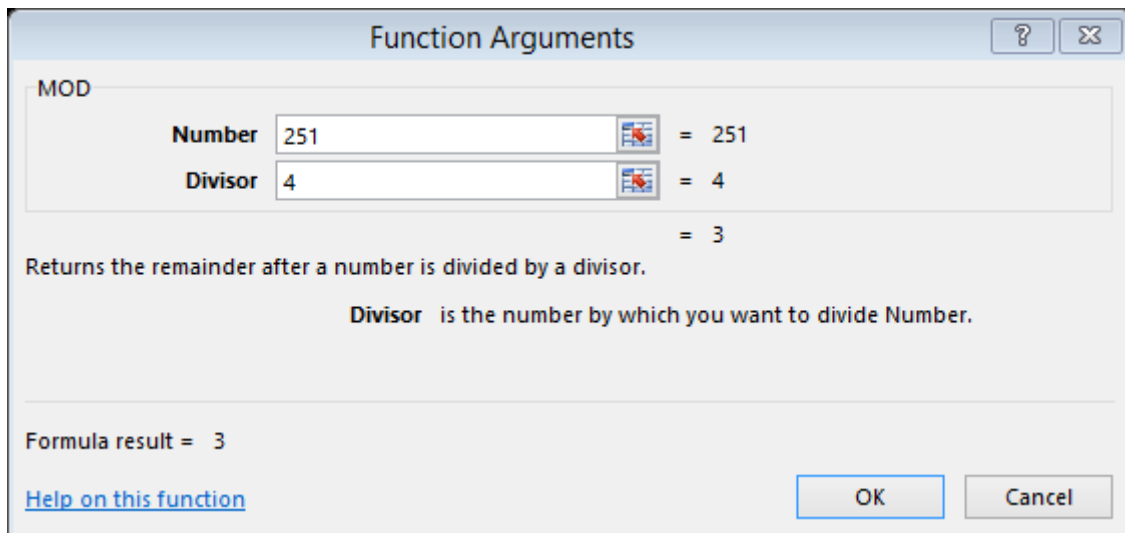 Function Arguments
MOD
Number 251 = 251
Divisor 4 = 4
= 3
Returns the remainder after a number is divided by a divisor.
Divisor is the number by which you want to divide Number.
Formula result = 3
Help on this function OK Cancel